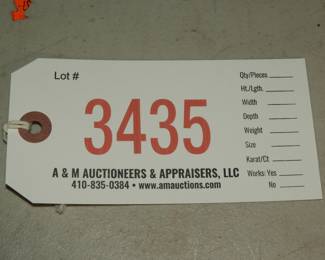 Lot #
3435
A & M AUCTIONEERS & APPRAISERS, LLC
410-835-0384 • www.amauctions.com
Qty/Pieces
Ht./Lgth.
Width
Depth
Weight
Size
Karat/Ct
Works: Yes
No